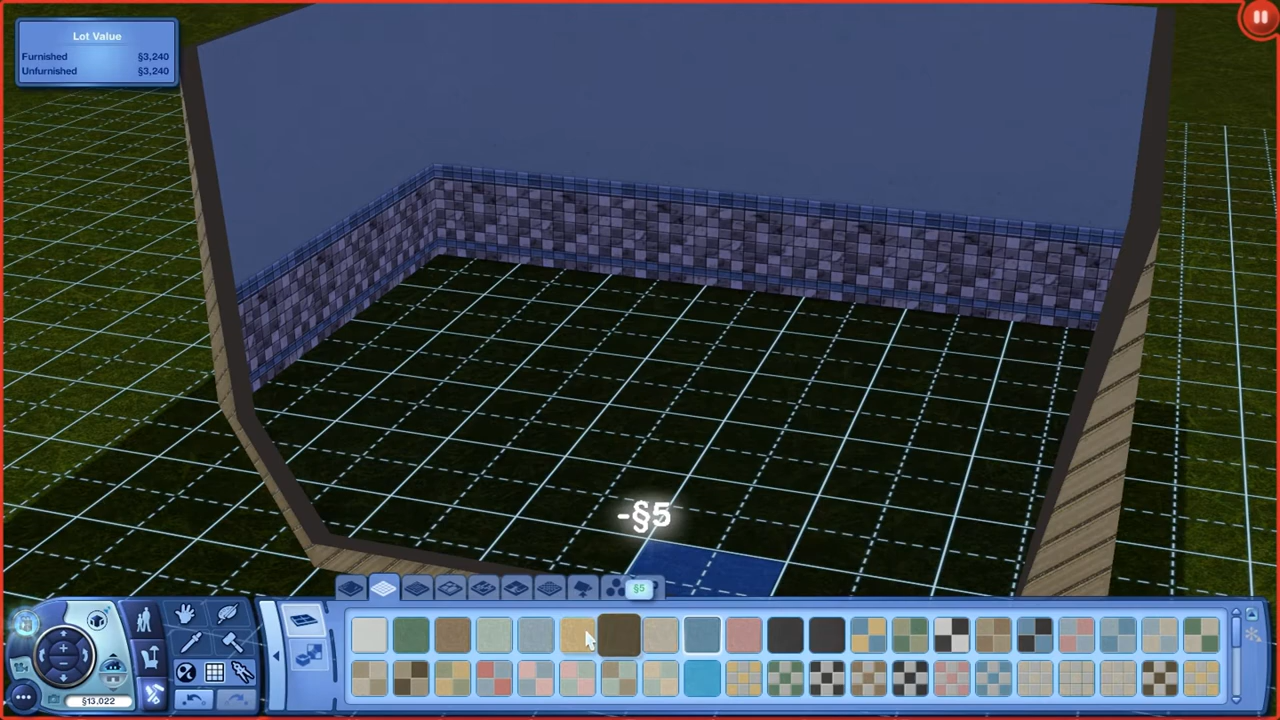 Lot Value
Furnished §3,240
Unfurnished §3,240
-§5
§5
§13,022